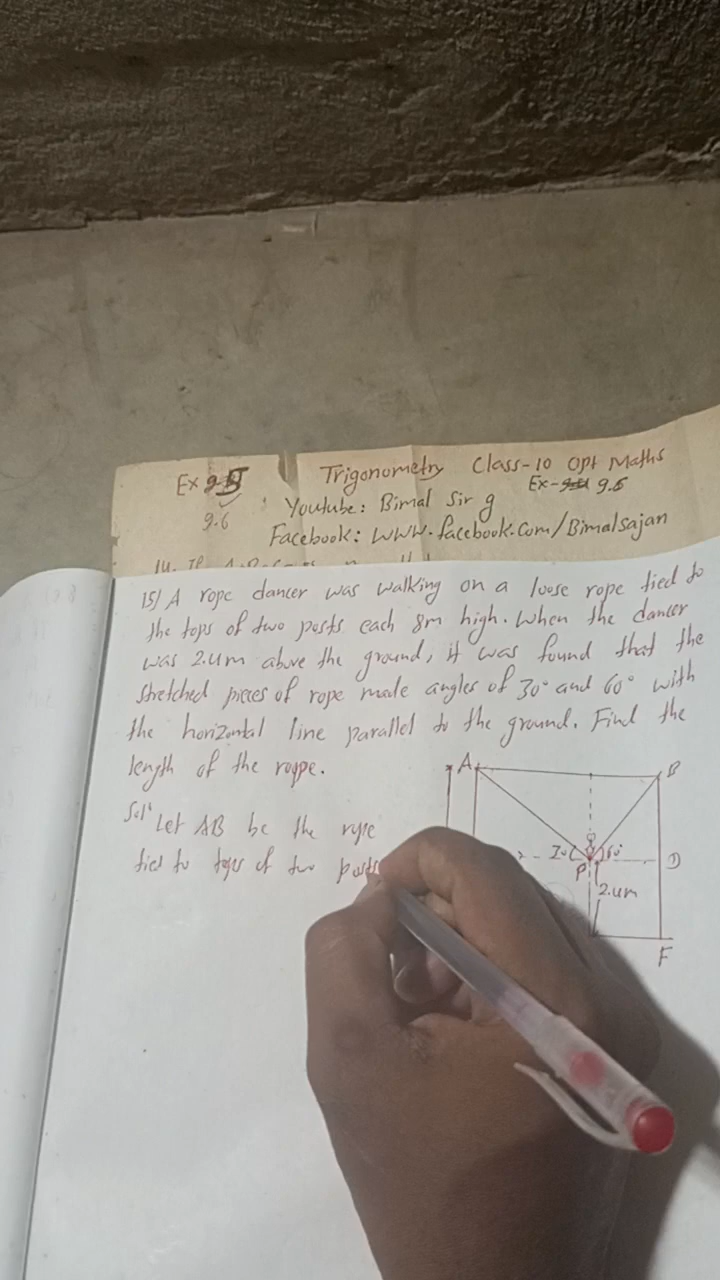 Ex 9.5
9.6
Trigonometry Class-10 Opt Maths
Ex- 9.6
Youtube: Bimal Sir g
Facebook: WWW.facebook.Com/Bimalsajan
15) A rope dancer was walking on a loose rope tied to
the tops of two posts each 8m high. When the dancer
was 2.4m above the ground, it was found that the
stretched pieces of rope made angles of 30° and 60° with
the horizontal line parallel to the ground. Find the
length of the roppe.
Solⁿ
Let AB be the rope
tied to tops of two posts
A
B
30
60°
D
P
2.4m
F